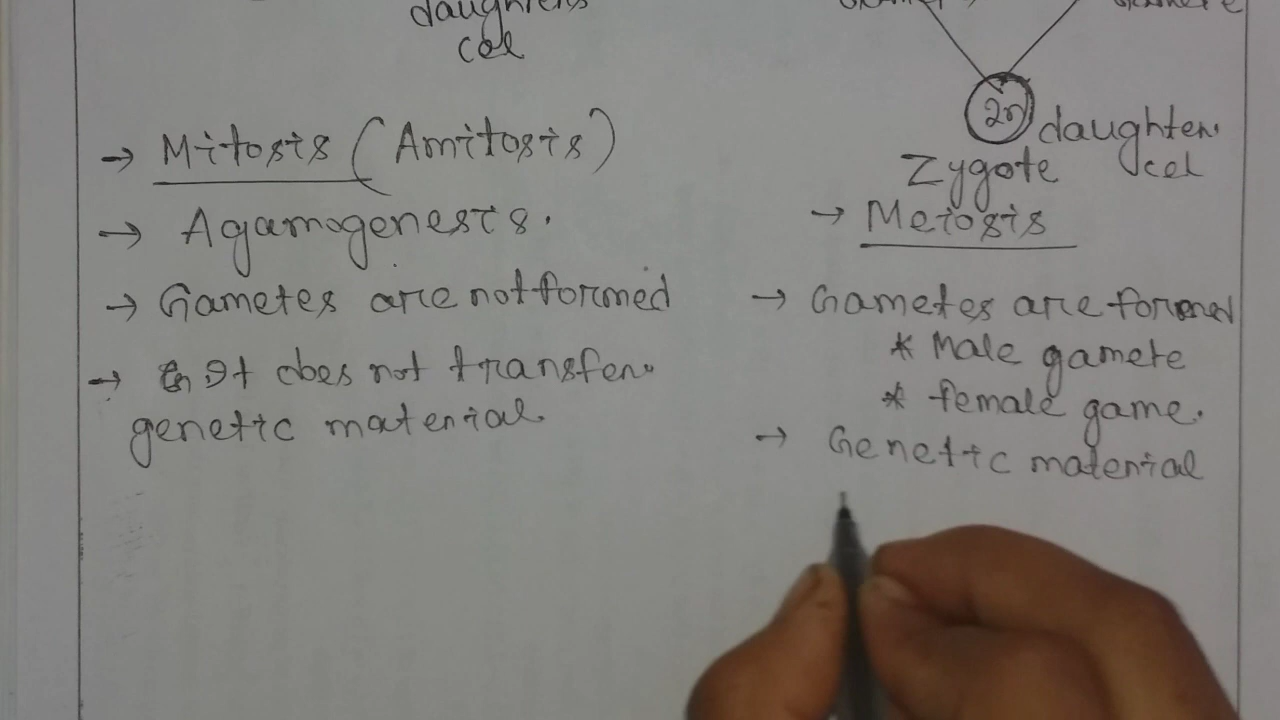 daughters
cel
→ Mitosis (Amitosis)
→ Agamogenesis.
→ Gametes are not formed
→ It does not transfer
genetic material.
2n daughter
Zygote cel
→ Meiosis
→ Gametes are formed
* Male gamete
* female game.
→ Genetic material